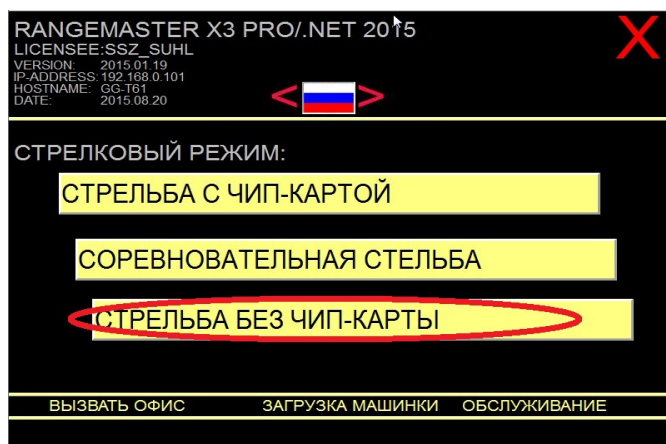 RANGEMASTER X3 PRO/.NET 2015
LICENSEE:SSZ_SUHL
VERSION: 2015.01.19
IP-ADDRESS: 192.168.0.101
HOSTNAME: GG-T61
DATE: 2015.08.20
X
< >
СТРЕЛКОВЫЙ РЕЖИМ:
СТРЕЛЬБА С ЧИП-КАРТОЙ
СОРЕВНОВАТЕЛЬНАЯ СТЕЛЬБА
СТРЕЛЬБА БЕЗ ЧИП-КАРТЫ
ВЫЗВАТЬ ОФИС ЗАГРУЗКА МАШИНКИ ОБСЛУЖИВАНИЕ